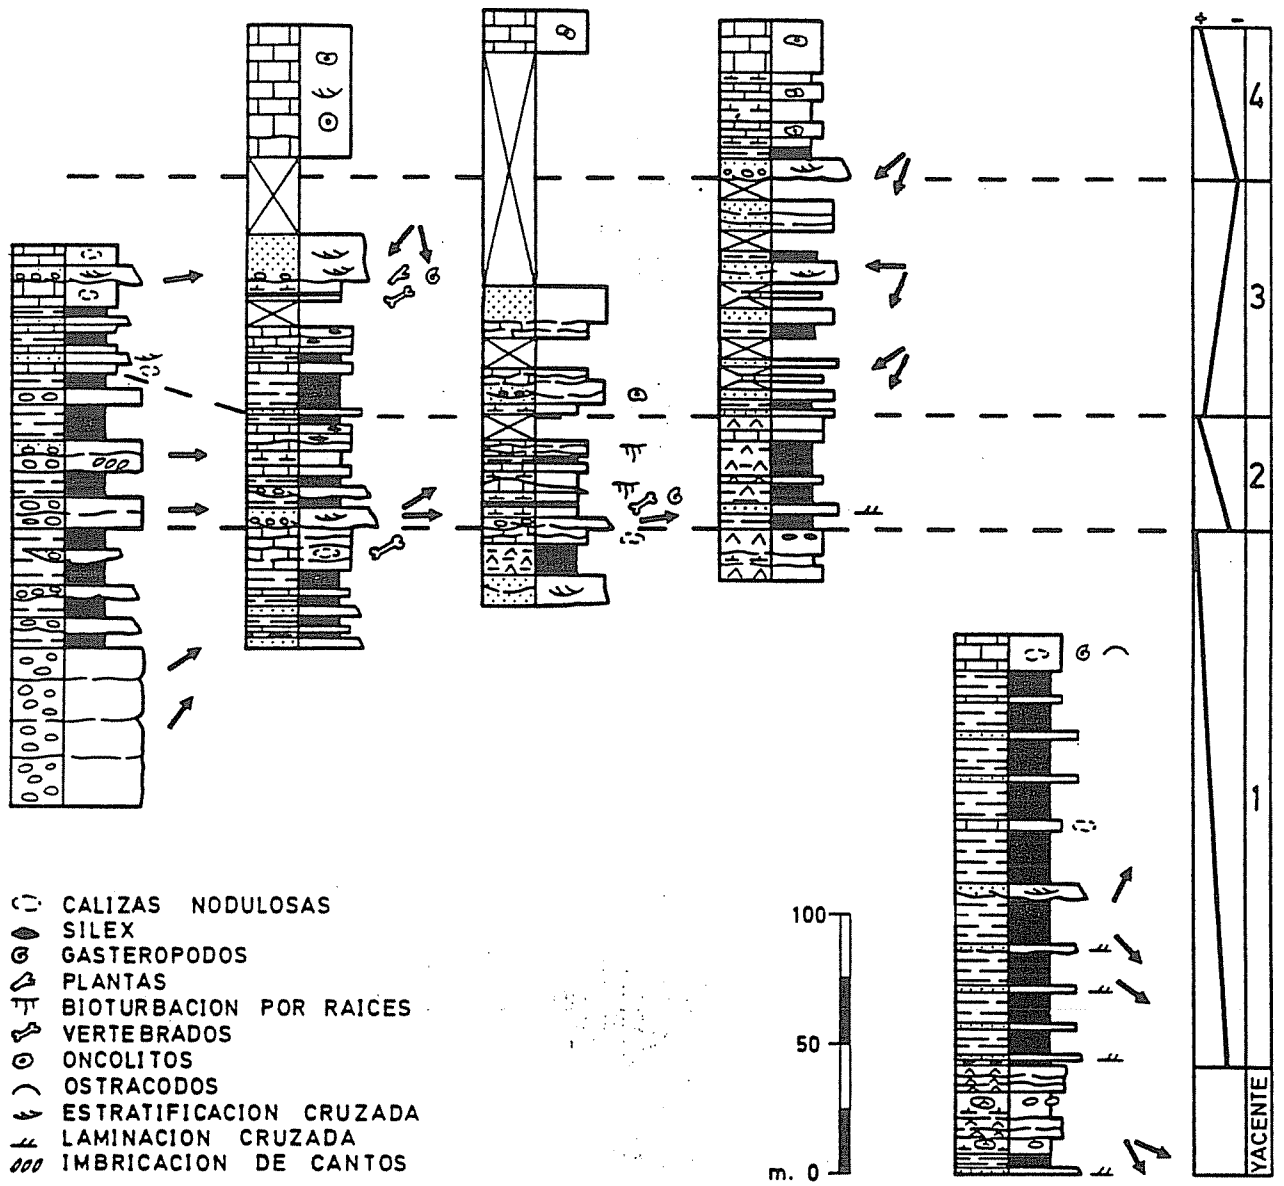 + -
4
3
2
1
YACENTE
CALIZAS NODULOSAS
SILEX
GASTEROPODOS
PLANTAS
BIOTURBACION POR RAICES
VERTEBRADOS
ONCOLITOS
OSTRACODOS
ESTRATIFICACION CRUZADA
LAMINACION CRUZADA
IMBRICACION DE CANTOS
100
50
m. 0